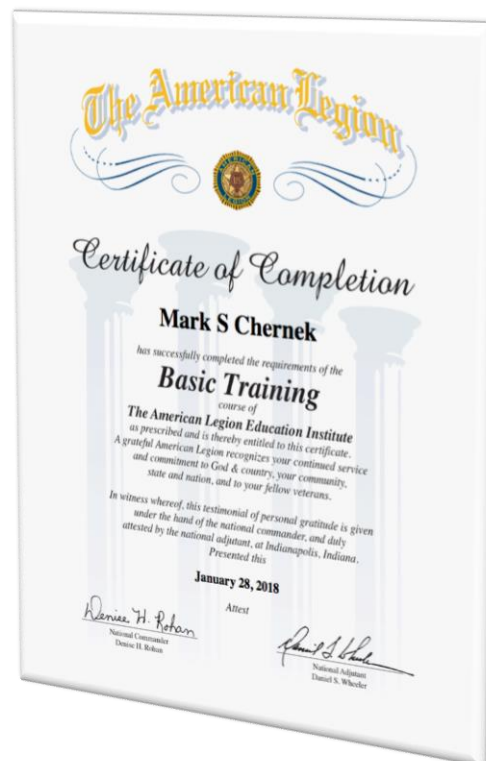 The American Legion
AMERICAN
LEGION
Certificate of Completion
Mark S Chernek
has successfully completed the requirements of the
Basic Training
course of
The American Legion Education Institute
as prescribed and is thereby entitled to this certificate.
A grateful American Legion recognizes your continued service
and commitment to God & country, your community,
state and nation, and to your fellow veterans.
In witness whereof, this testimonial of personal gratitude is given
under the hand of the national commander, and duly
attested by the national adjutant, at Indianapolis, Indiana.
Presented this
January 28, 2018
Attest
Denise H. Rohan
National Commander
Denise H. Rohan
Daniel S. Wheeler
National Adjutant
Daniel S. Wheeler